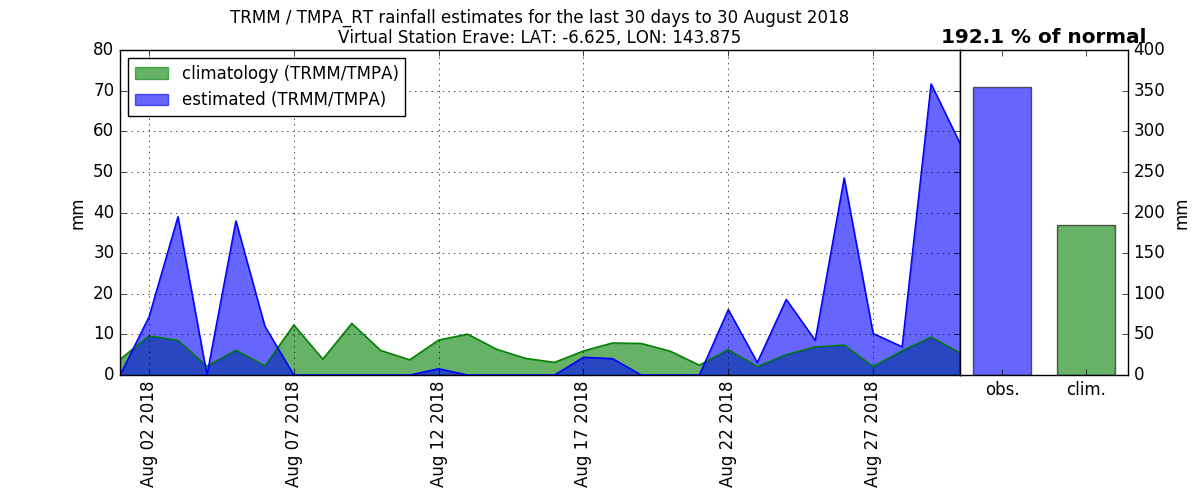 TRMM / TMPA_RT rainfall estimates for the last 30 days to 30 August 2018
Virtual Station Erave: LAT: -6.625, LON: 143.875
192.1 % of normal
climatology (TRMM/TMPA)
estimated (TRMM/TMPA)
mm
80
70
60
50
40
30
20
10
0
Aug 02 2018
Aug 07 2018
Aug 12 2018
Aug 17 2018
Aug 22 2018
Aug 27 2018
obs.
clim.
400
350
300
250
200
150
100
50
0
mm